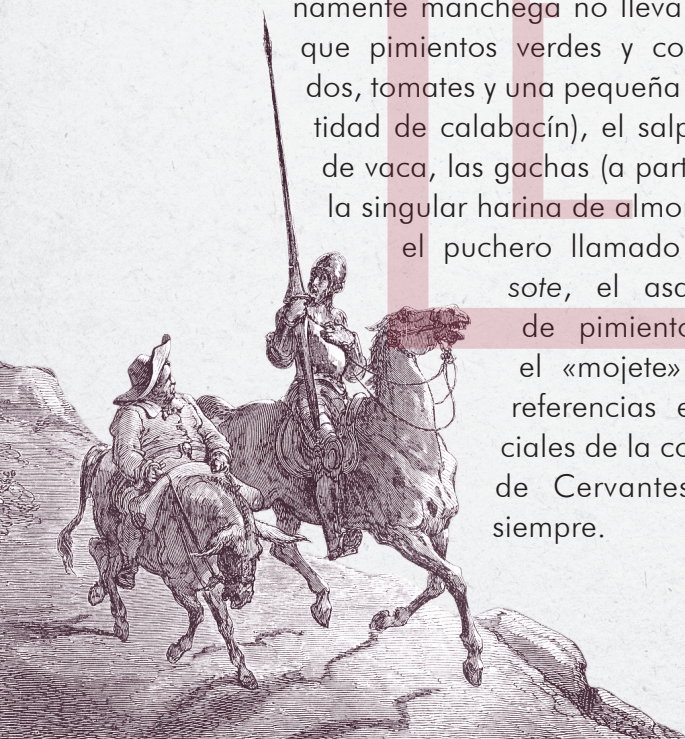 namente manchega no lleva
que pimientos verdes y co
dos, tomates y una pequeña
tidad de calabacín), el salp
de vaca, las gachas (a part
la singular harina de almo
el puchero llamado
sote, el asa
de pimiento
el «mojete»
referencias e
ciales de la co
de Cervantes
siempre.